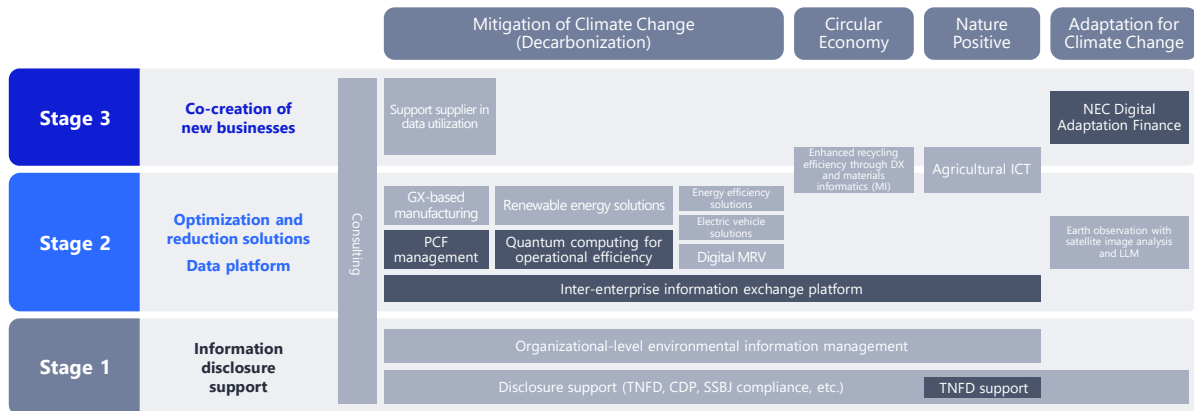 Mitigation of Climate Change
(Decarbonization)
Circular
Economy
Nature
Positive
Adaptation for
Climate Change
Stage 3
Co-creation of
new businesses
Consulting
Support supplier in
data utilization
NEC Digital
Adaptation Finance
Enhanced recycling
efficiency through DX
and materials
informatics (MI)
Agricultural ICT
Stage 2
Optimization and
reduction solutions
Data platform
GX-based
manufacturing
Renewable energy solutions
Energy efficiency
solutions
Electric vehicle
solutions
PCF
management
Quantum computing for
operational efficiency
Digital MRV
Earth observation with
satellite image analysis
and LLM
Inter-enterprise information exchange platform
Stage 1
Information
disclosure
support
Organizational-level environmental information management
Disclosure support (TNFD, CDP, SSBJ compliance, etc.)
TNFD support